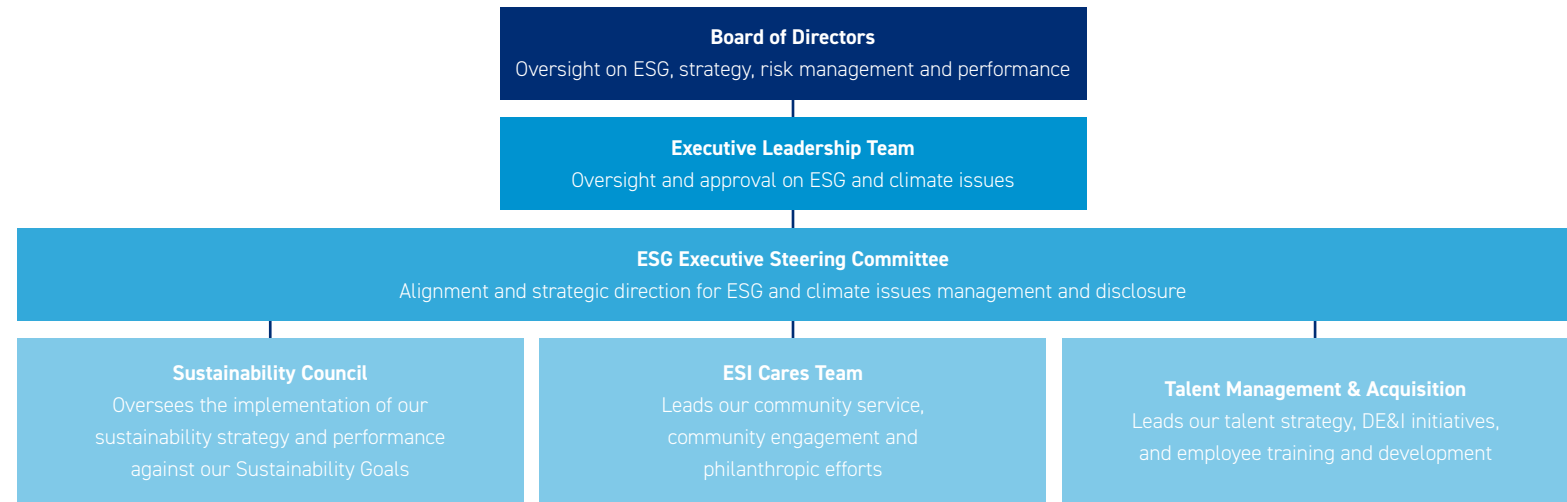 Board of Directors
Oversight on ESG, strategy, risk management and performance
Executive Leadership Team
Oversight and approval on ESG and climate issues
ESG Executive Steering Committee
Alignment and strategic direction for ESG and climate issues management and disclosure
Sustainability Council
Oversees the implementation of our
sustainability strategy and performance
against our Sustainability Goals
ESI Cares Team
Leads our community service,
community engagement and
philanthropic efforts
Talent Management & Acquisition
Leads our talent strategy, DE&I initiatives,
and employee training and development